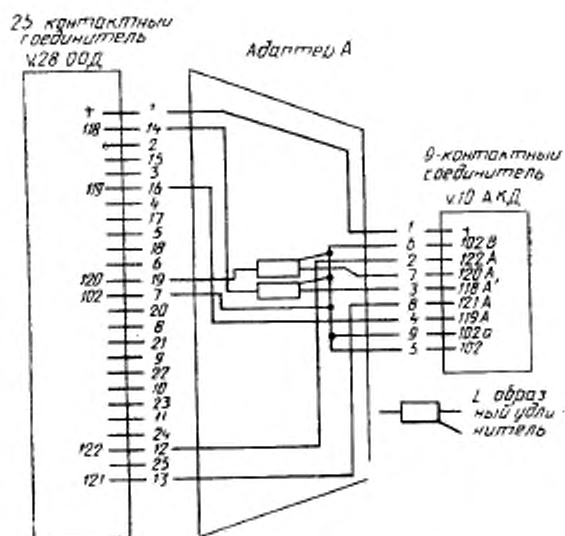 25 контактный
соединитель
V.28 ООД
Адаптер А
9-контактный
соединитель
V.10 АКД
+ 1
118 14
2
15
3
119 16
4
17
5
18
6
120 19
102 7
20
8
21
9
22
10
23
11
24
122 12
25
121 13
1 +
6 102 В
2 122 А
7 120 А
3 118 А'
8 121 А
4 119 А
9 102 а
5 102
L образ
ный удли-
нитель